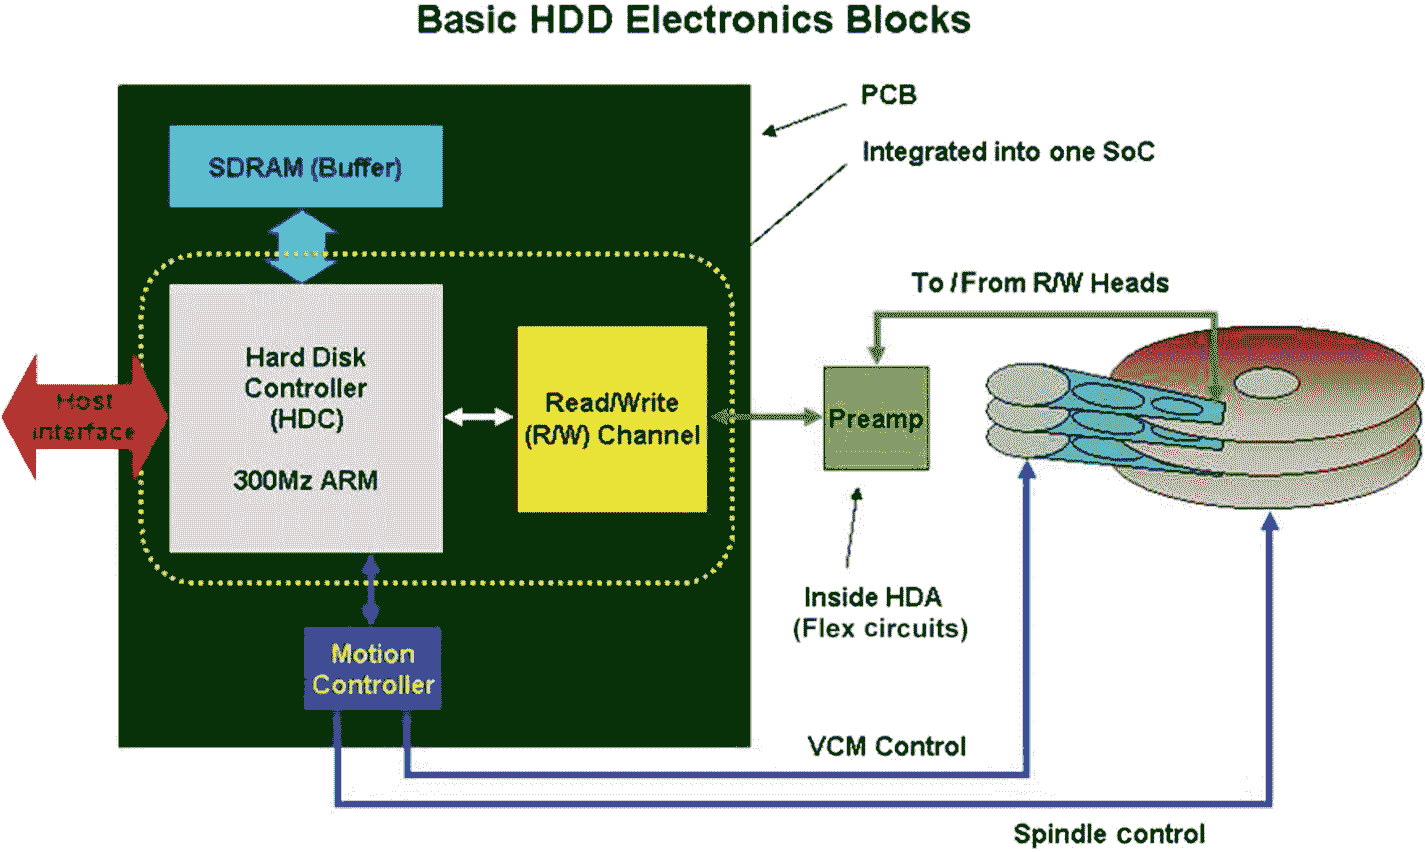 Basic HDD Electronics Blocks
PCB
Integrated into one SoC
SDRAM (Buffer)
To / From R/W Heads
Hard Disk
Controller
(HDC)
300Mz ARM
Host
interface
Read/Write
(R/W) Channel
Preamp
Inside HDA
(Flex circuits)
Motion
Controller
VCM Control
Spindle control